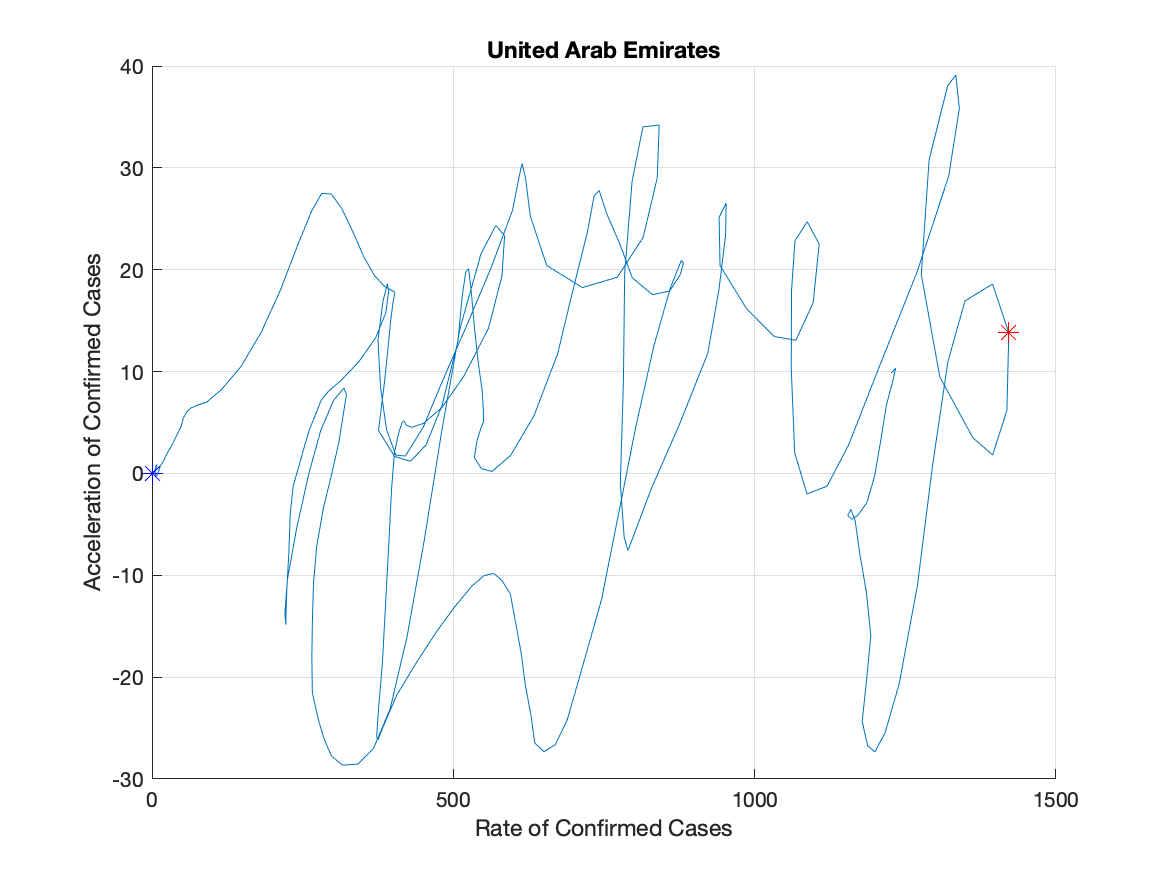 United Arab Emirates
40
30
20
10
0
-10
-20
-30
Acceleration of Confirmed Cases
0 500 1000 1500
Rate of Confirmed Cases